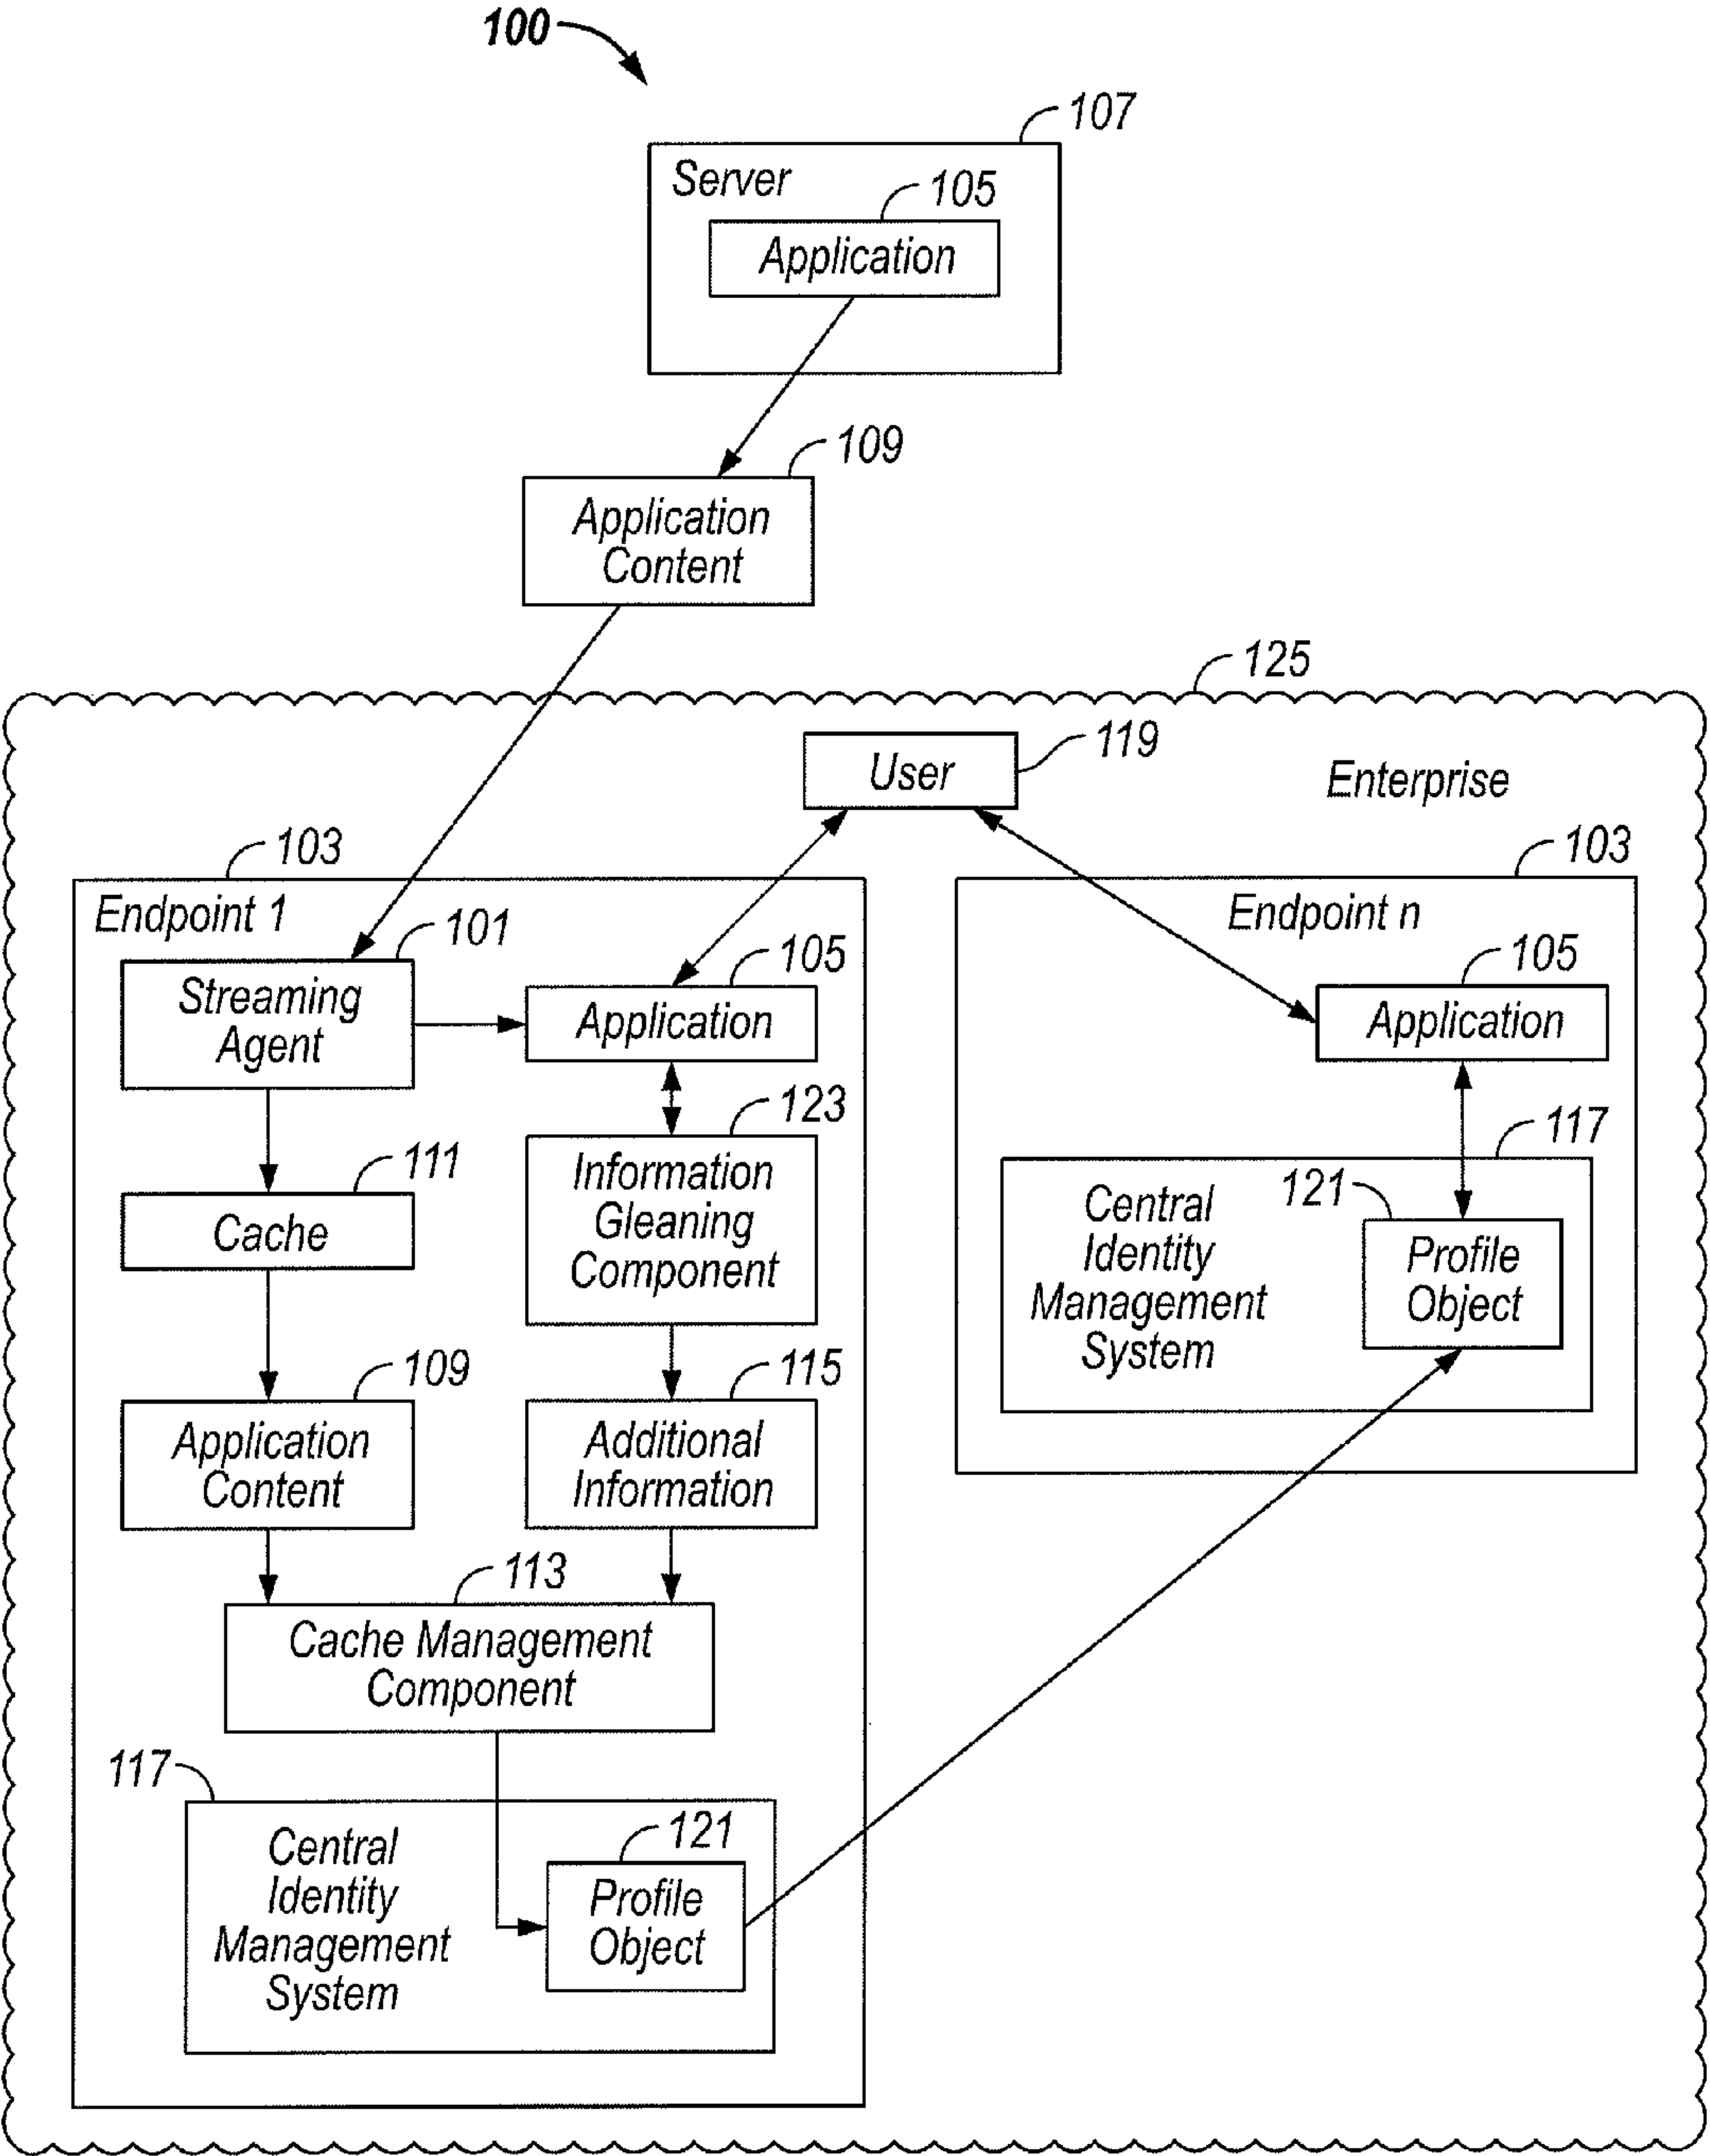 100
107
Server
105
Application
109
Application
Content
125
User
119
Enterprise
103
Endpoint 1
101
Streaming
Agent
105
Application
123
Information
Gleaning
Component
111
Cache
109
Application
Content
115
Additional
Information
113
Cache Management
Component
117
Central
Identity
Management
System
121
Profile
Object
103
Endpoint n
105
Application
117
Central
Identity
Management
System
121
Profile
Object